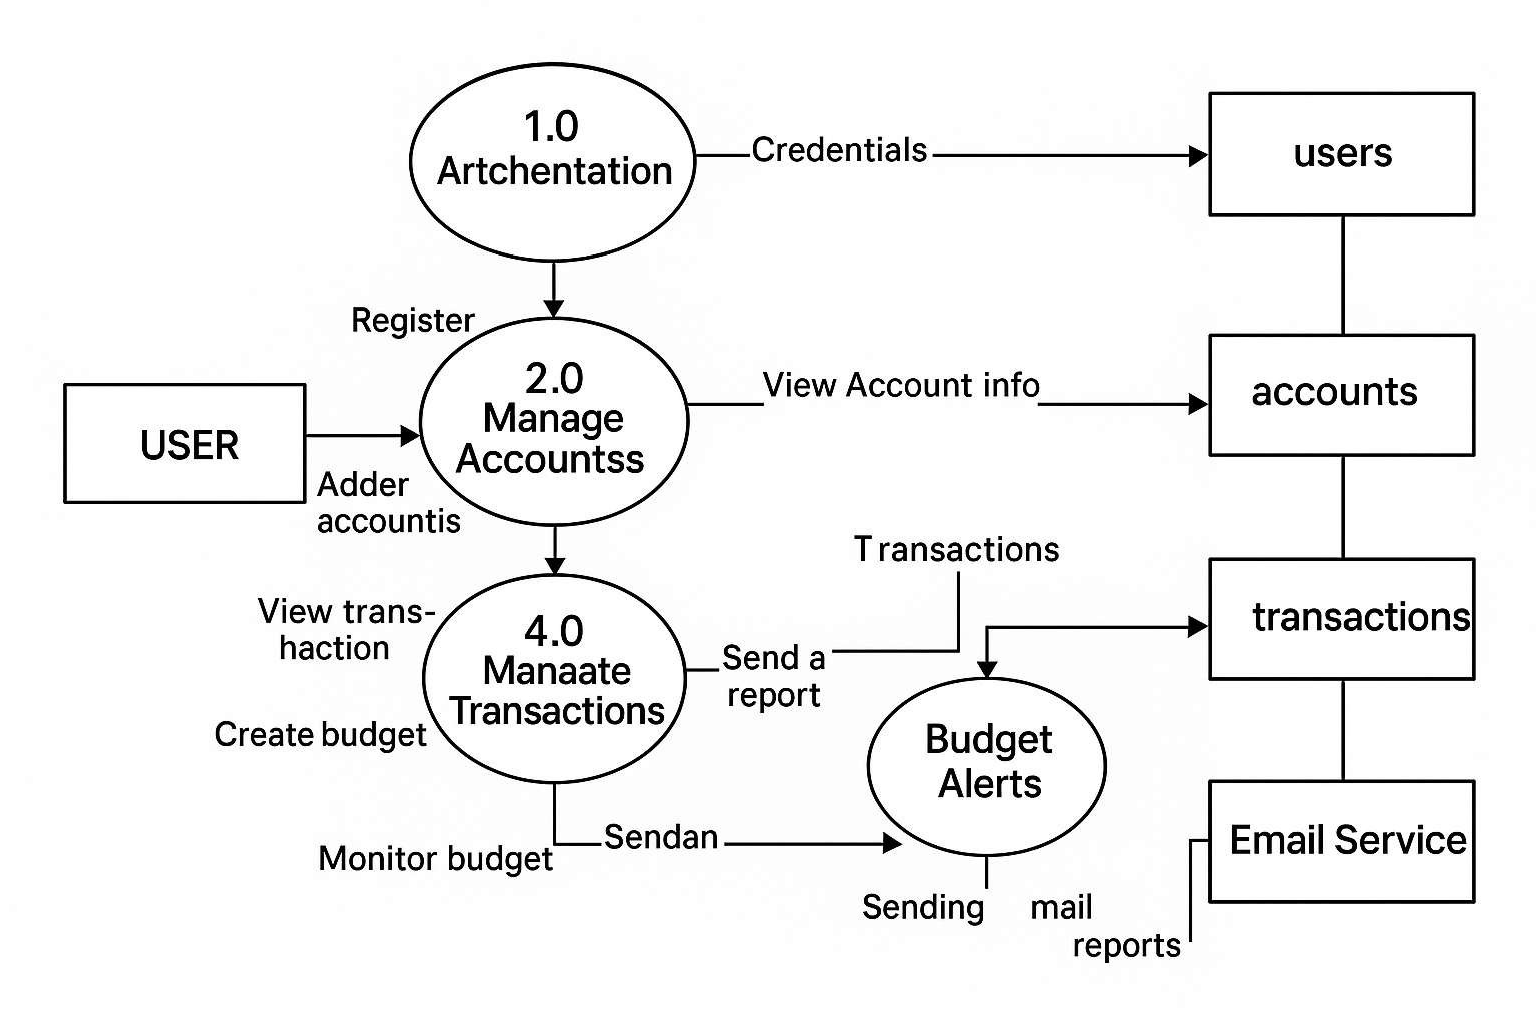 1.0
Artchentation
Credentials
users
Register
2.0
Manage
Accountss
View Account info
accounts
USER
Adder
accountis
Transactions
View trans-
haction
4.0
Manaate
Transactions
Send a
report
transactions
Create budget
Budget
Alerts
Monitor budget
Sendan
Email Service
Sending mail
reports